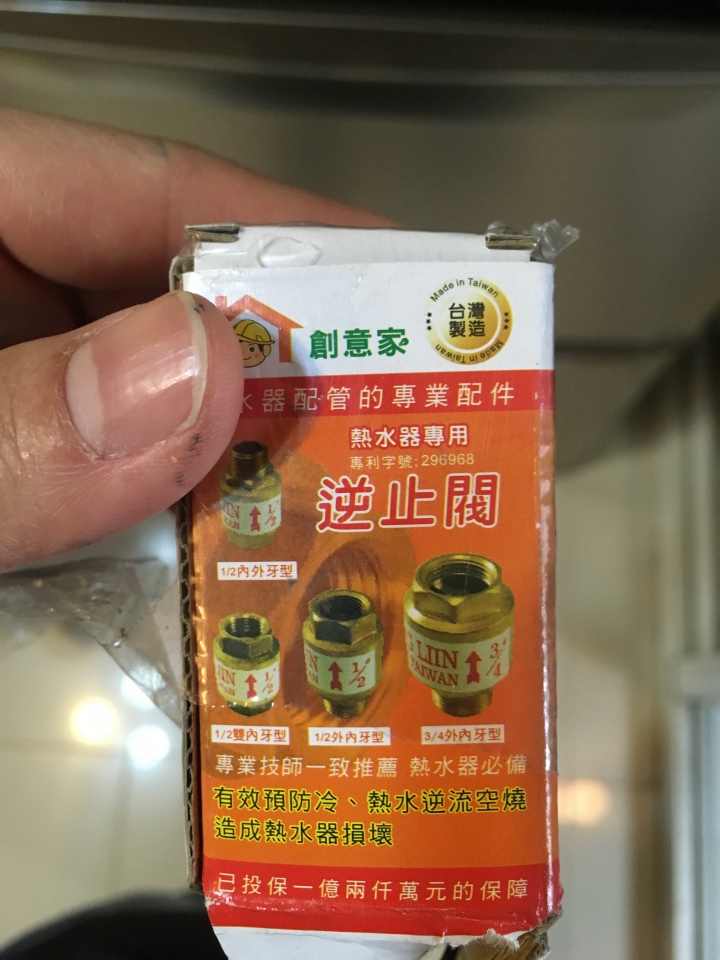 Made in Taiwan
台灣
製造
Made in Taiwan
創意家
水器配管的專業配件
熱水器專用
專利字號:296968
逆止閥
LIIN
1/2"
1/2內外牙型
LIIN
TAIWAN
3/4"
1/2"
1/2"
1/2雙內牙型
1/2外內牙型
3/4外內牙型
專業技師一致推薦 熱水器必備
有效預防冷、熱水逆流空燒
造成熱水器損壞
已投保一億兩仟萬元的保障